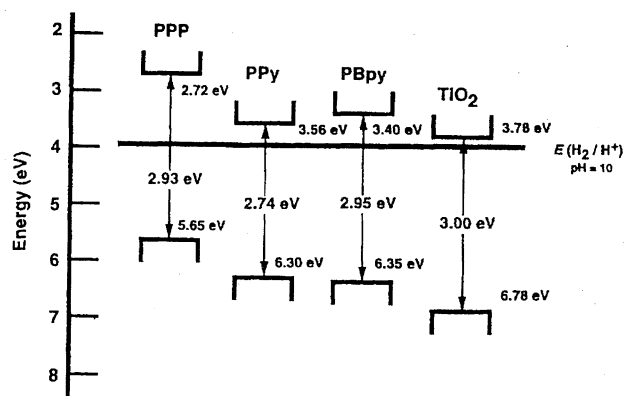 PPP
PPy
PBpy
TiO₂
2
3
4
5
6
7
8
Energy (eV)
2.72 eV
3.56 eV
3.40 eV
3.78 eV
E (H₂ / H⁺)
pH = 10
2.93 eV
2.74 eV
2.95 eV
3.00 eV
5.65 eV
6.30 eV
6.35 eV
6.78 eV